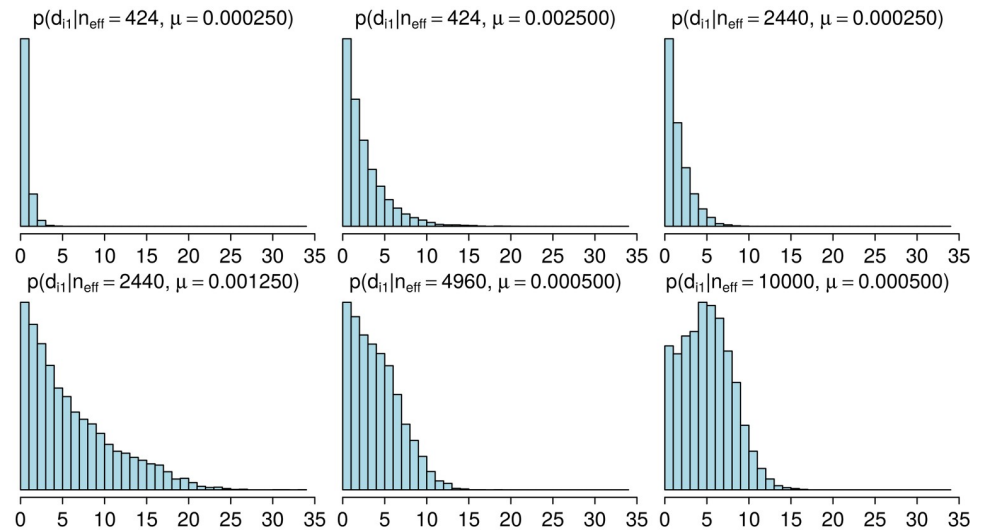 p(d_i1|n_eff = 424, μ = 0.000250) p(d_i1|n_eff = 424, μ = 0.002500) p(d_i1|n_eff = 2440, μ = 0.000250)
0 5 10 15 20 25 30 35 0 5 10 15 20 25 30 35 0 5 10 15 20 25 30 35
p(d_i1|n_eff = 2440, μ = 0.001250) p(d_i1|n_eff = 4960, μ = 0.000500) p(d_i1|n_eff = 10000, μ = 0.000500)
0 5 10 15 20 25 30 35 0 5 10 15 20 25 30 35 0 5 10 15 20 25 30 35